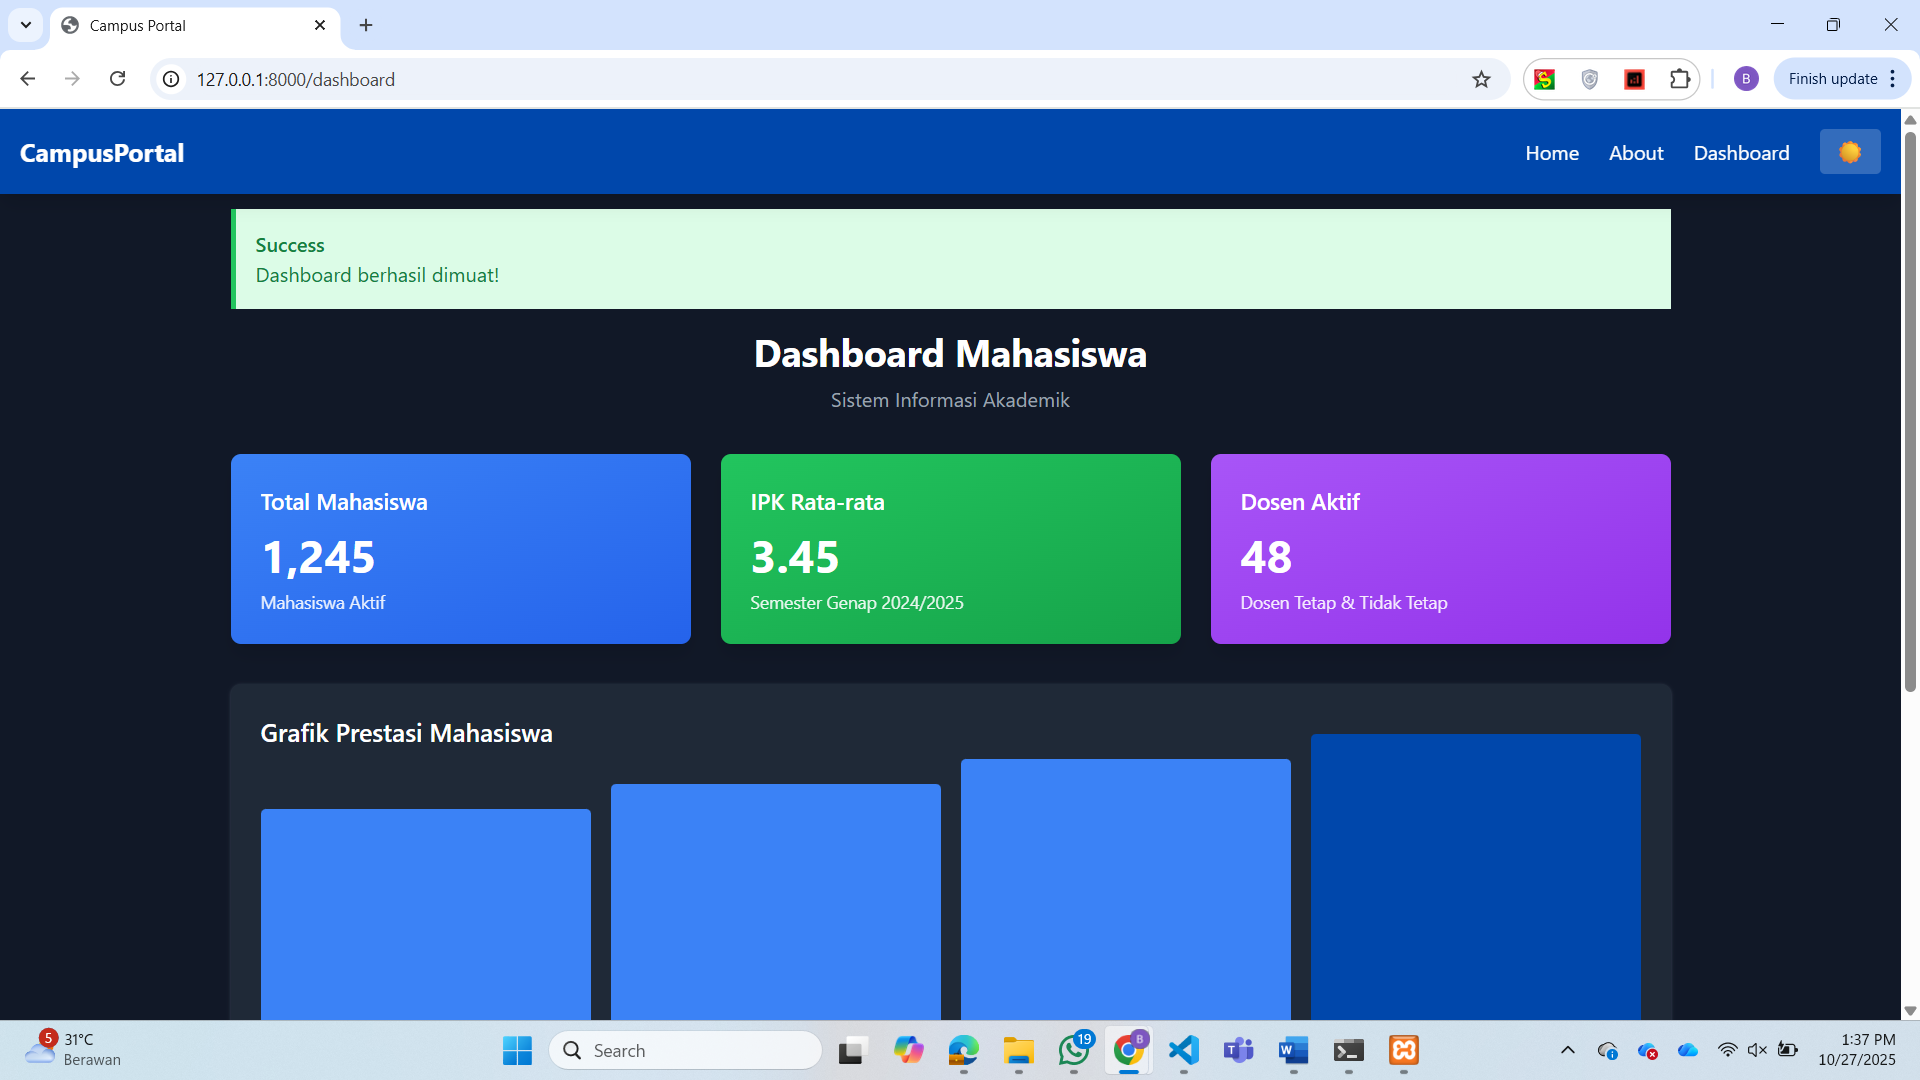 Campus Portal
127.0.0.1:8000/dashboard
B
Finish update
CampusPortal
Home
About
Dashboard
Success
Dashboard berhasil dimuat!
Dashboard Mahasiswa
Sistem Informasi Akademik
Total Mahasiswa
1,245
Mahasiswa Aktif
IPK Rata-rata
3.45
Semester Genap 2024/2025
Dosen Aktif
48
Dosen Tetap & Tidak Tetap
Grafik Prestasi Mahasiswa
5
31°C
Berawan
Search
19
B
1:37 PM
10/27/2025